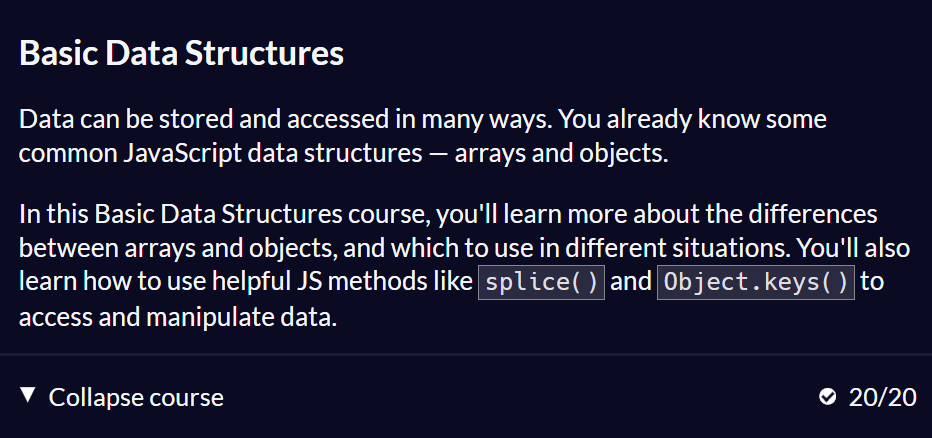 Basic Data Structures
Data can be stored and accessed in many ways. You already know some
common JavaScript data structures — arrays and objects.
In this Basic Data Structures course, you'll learn more about the differences
between arrays and objects, and which to use in different situations. You'll also
learn how to use helpful JS methods like splice() and Object.keys() to
access and manipulate data.
Collapse course 20/20